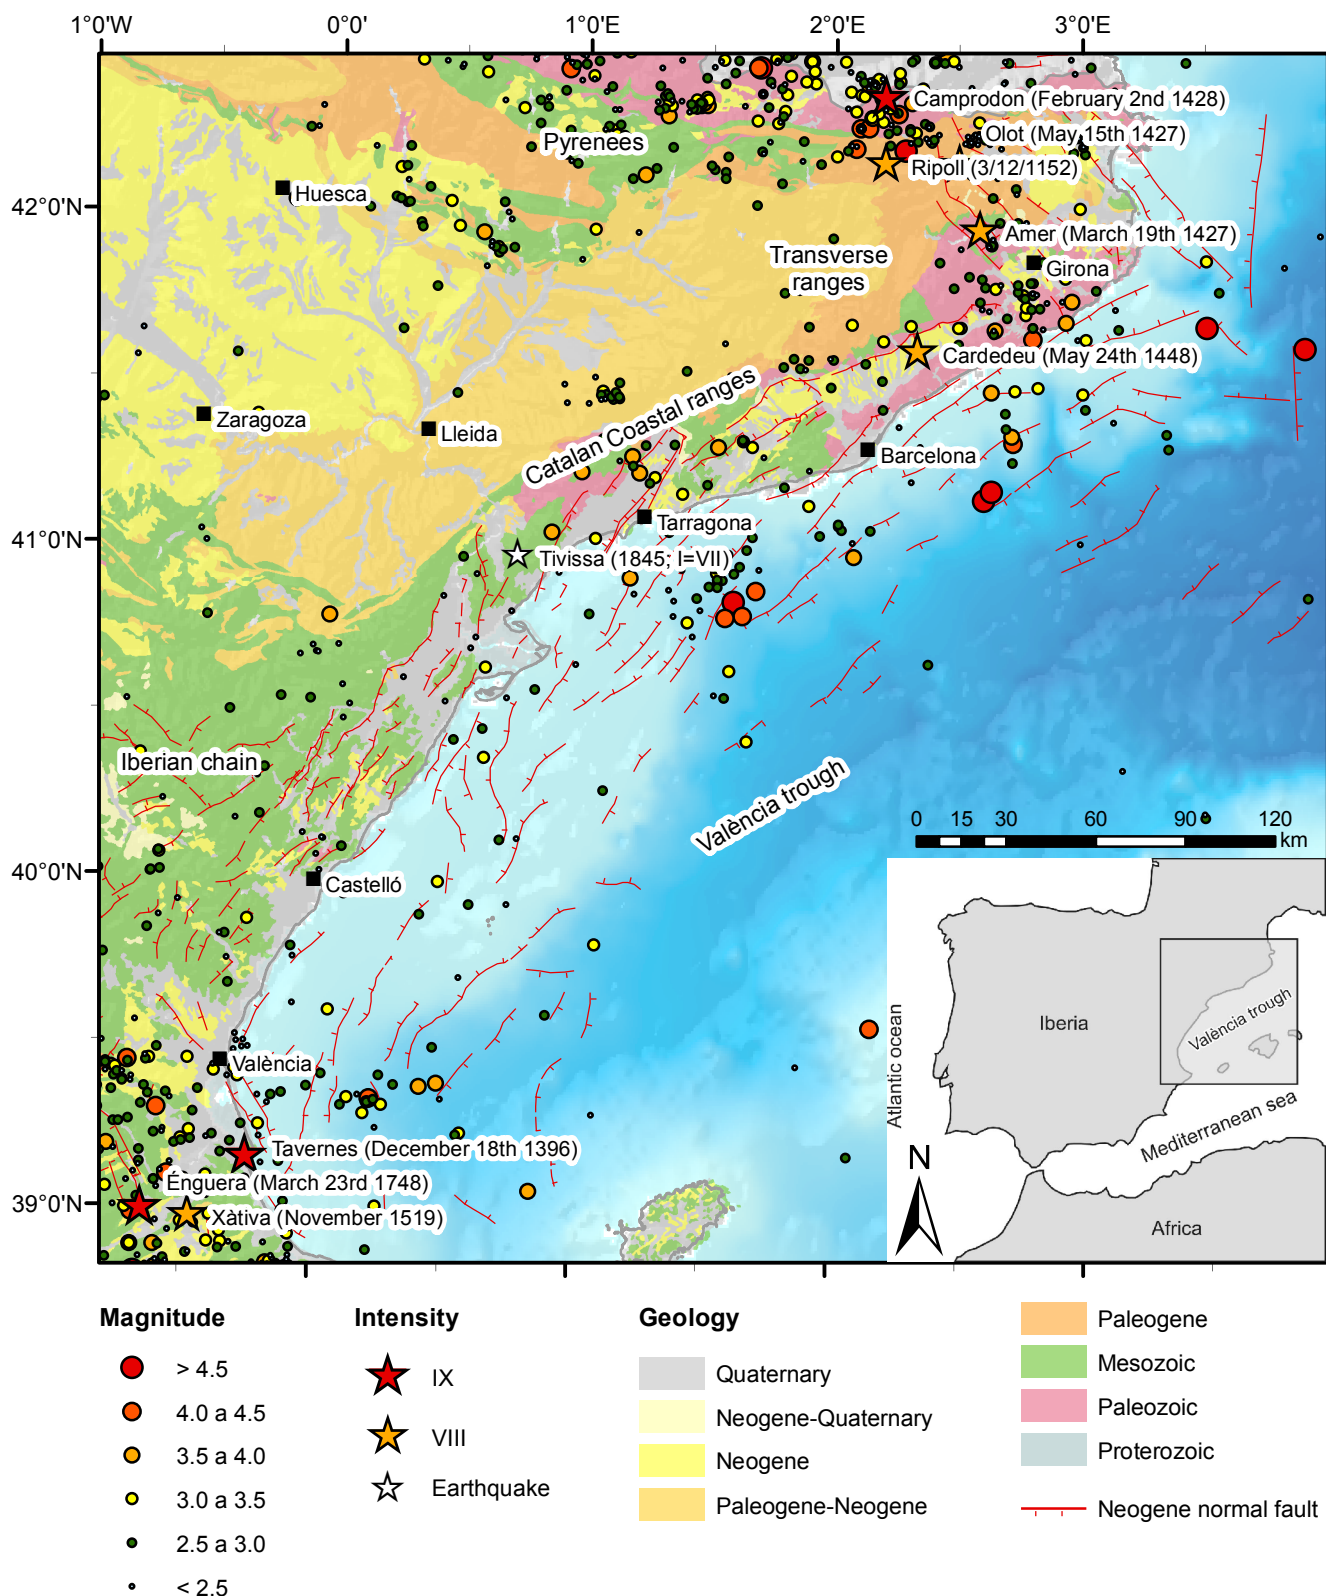 1°0'W
0°0'
1°0'E
2°0'E
3°0'E
Camprodon (February 2nd 1428)
Olot (May 15th 1427)
Pyrenees
Ripoll (3/12/1152)
Huesca
42°0'N
Amer (March 19th 1427)
Transverse
ranges
Girona
Cardedeu (May 24th 1448)
Catalan Coastal ranges
Zaragoza
Lleida
Barcelona
Tarragona
41°0'N
Tivissa (1845; I=VII)
Iberian chain
València trough
0 15 30 60 90 120
km
40°0'N
Castelló
Iberia
València trough
Atlantic ocean
Mediterranean sea
Africa
N
València
Tavernes (December 18th 1396)
Énguera (March 23rd 1748)
39°0'N
Xàtiva (November 1519)
Magnitude
> 4.5
4.0 a 4.5
3.5 a 4.0
3.0 a 3.5
2.5 a 3.0
< 2.5
Intensity
IX
VIII
Earthquake
Geology
Quaternary
Neogene-Quaternary
Neogene
Paleogene-Neogene
Paleogene
Mesozoic
Paleozoic
Proterozoic
Neogene normal fault